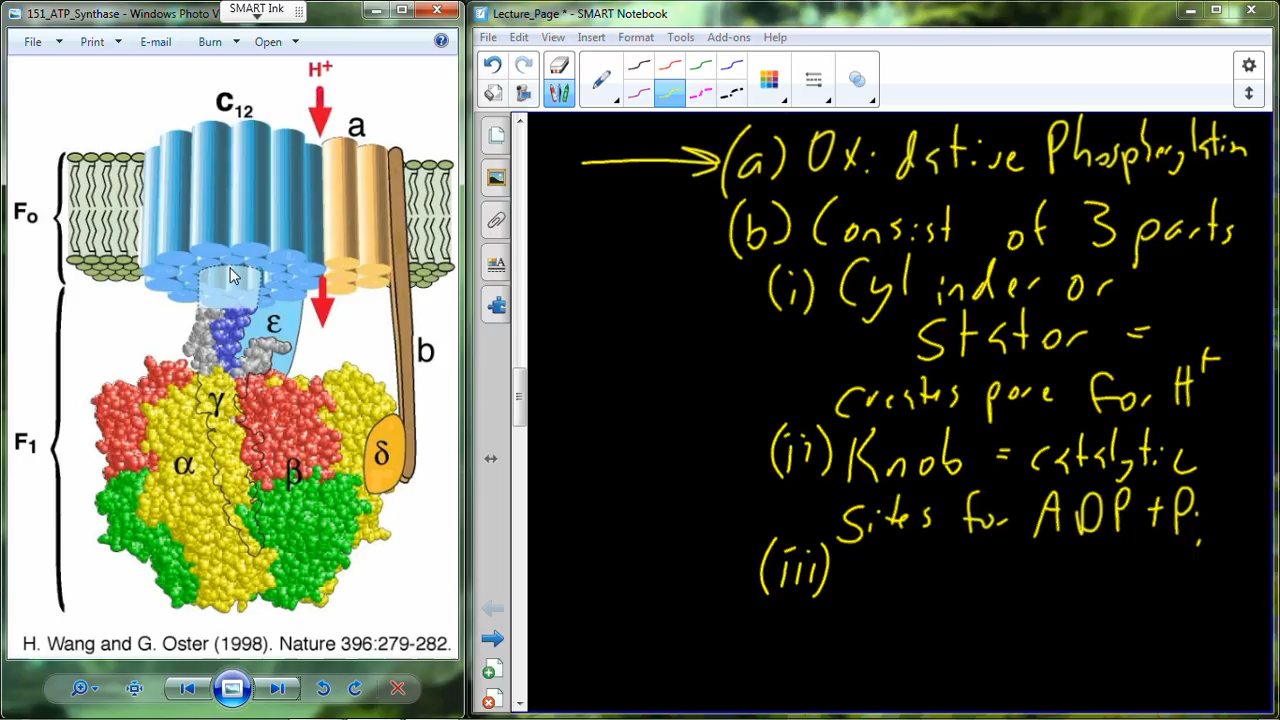 151_ATP_Synthase - Windows Photo V
SMART Ink
File Print E-mail Burn Open
H+
c12
a
Fo
ε
b
F1
γ
α
β
δ
H. Wang and G. Oster (1998). Nature 396:279-282.
Lecture_Page * - SMART Notebook
File Edit View Insert Format Tools Add-ons Help
(a) Oxidative Phosphorylation
(b) Consist of 3 parts
(i) Cylinder or
Stator =
creates pore for H+
(ii) Knob = catalytic
Sites for ADP + Pi
(iii)